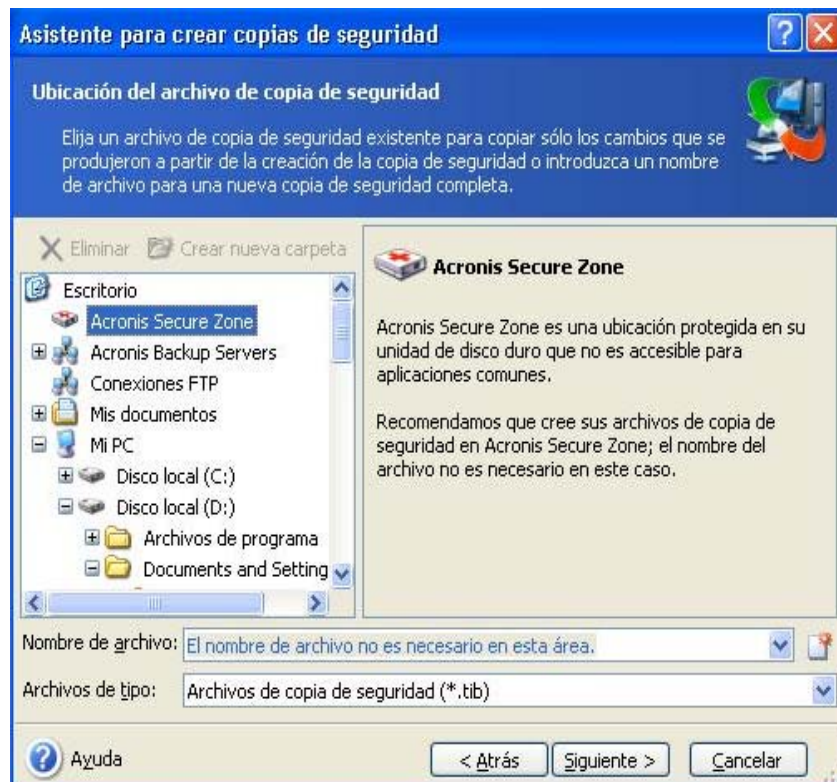 Asistente para crear copias de seguridad
Ubicación del archivo de copia de seguridad
Elija un archivo de copia de seguridad existente para copiar sólo los cambios que se
produjeron a partir de la creación de la copia de seguridad o introduzca un nombre
de archivo para una nueva copia de seguridad completa.
Eliminar Crear nueva carpeta
Escritorio
Acronis Secure Zone
Acronis Backup Servers
Conexiones FTP
Mis documentos
Mi PC
Disco local (C:)
Disco local (D:)
Archivos de programa
Documents and Setting
Acronis Secure Zone
Acronis Secure Zone es una ubicación protegida en su
unidad de disco duro que no es accesible para
aplicaciones comunes.
Recomendamos que cree sus archivos de copia de
seguridad en Acronis Secure Zone; el nombre del
archivo no es necesario en este caso.
Nombre de archivo: El nombre de archivo no es necesario en esta área.
Archivos de tipo: Archivos de copia de seguridad (*.tib)
Ayuda < Atrás Siguiente > Cancelar